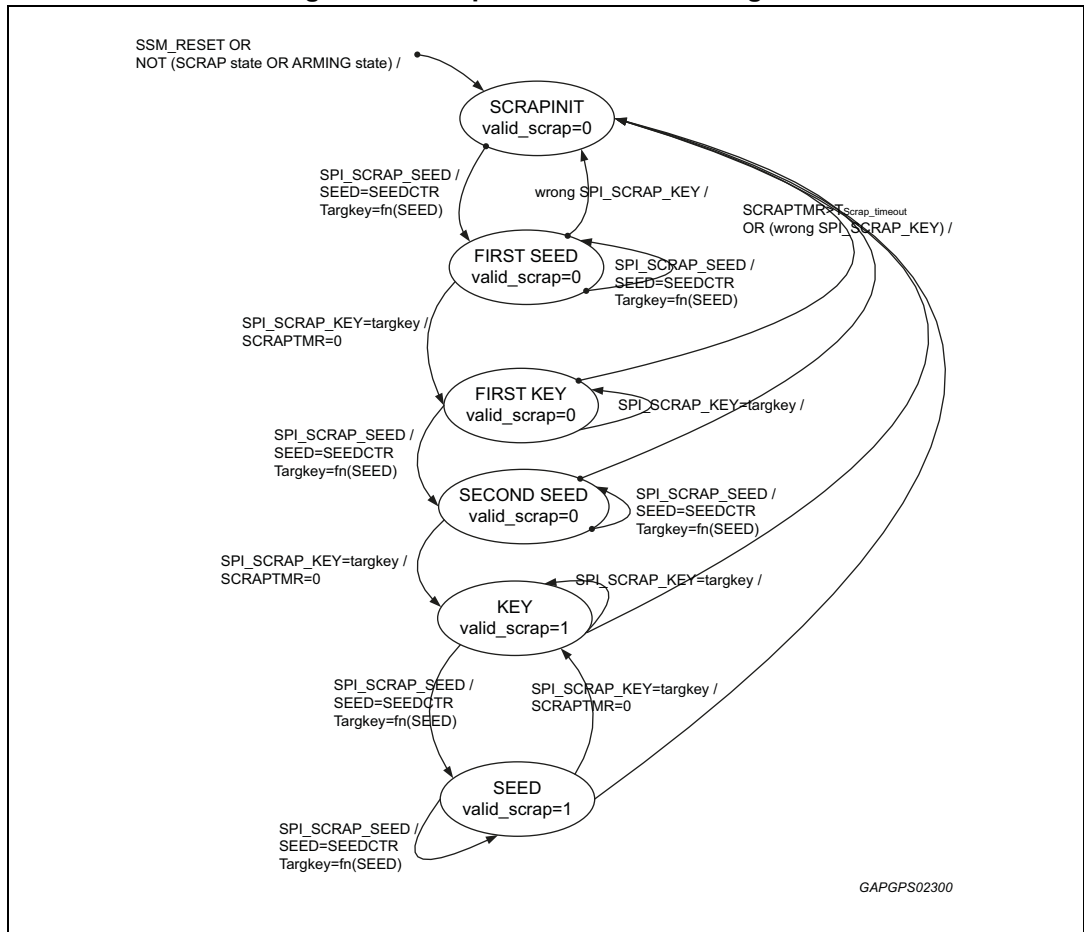 SSM_RESET OR
NOT (SCRAP state OR ARMING state) /
SCRAPINIT
valid_scrap=0
SPI_SCRAP_SEED /
SEED=SEEDCTR
Targkey=fn(SEED)
wrong SPI_SCRAP_KEY /
SCRAPTMR>TScrap_timeout
OR (wrong SPI_SCRAP_KEY) /
FIRST SEED
valid_scrap=0
SPI_SCRAP_SEED /
SEED=SEEDCTR
Targkey=fn(SEED)
SPI_SCRAP_KEY=targkey /
SCRAPTMR=0
FIRST KEY
valid_scrap=0
SPI_SCRAP_KEY=targkey /
SPI_SCRAP_SEED /
SEED=SEEDCTR
Targkey=fn(SEED)
SECOND SEED
valid_scrap=0
SPI_SCRAP_SEED /
SEED=SEEDCTR
Targkey=fn(SEED)
SPI_SCRAP_KEY=targkey /
SCRAPTMR=0
SPI_SCRAP_KEY=targkey /
KEY
valid_scrap=1
SPI_SCRAP_SEED /
SEED=SEEDCTR
Targkey=fn(SEED)
SPI_SCRAP_KEY=targkey /
SCRAPTMR=0
SEED
valid_scrap=1
SPI_SCRAP_SEED /
SEED=SEEDCTR
Targkey=fn(SEED)
GAPGPS02300